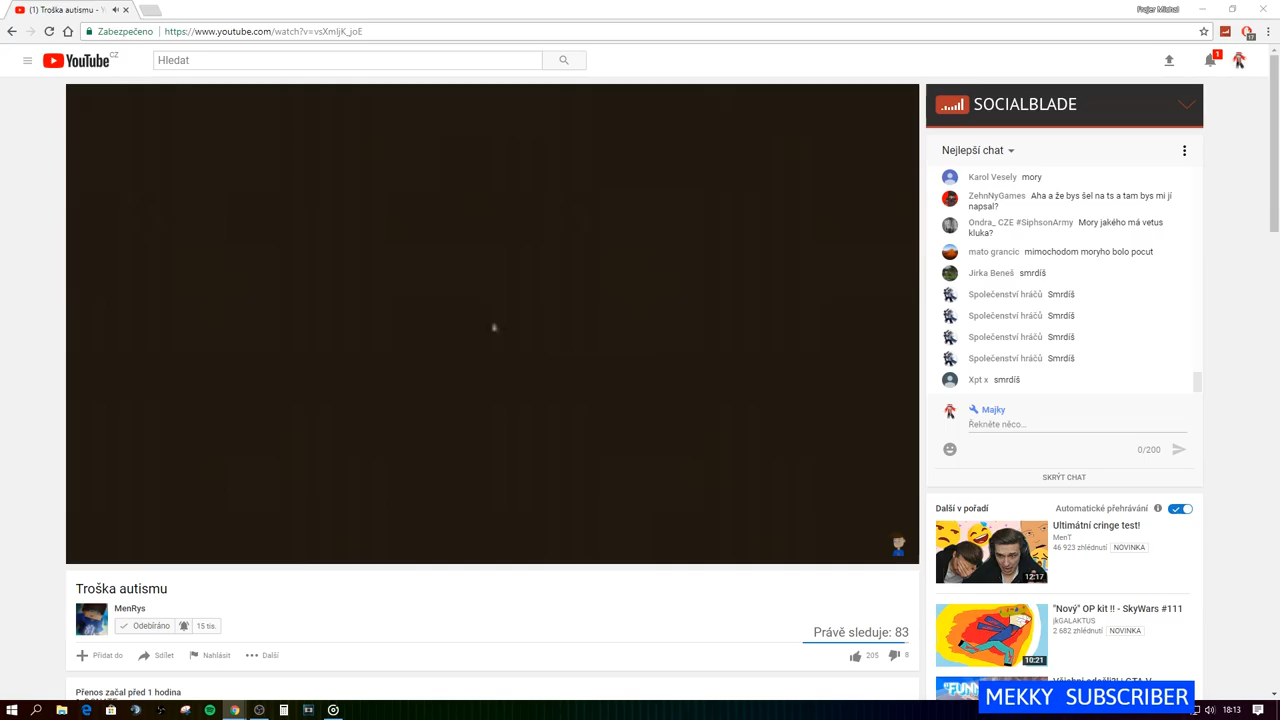 (1) Troška autismu - Y
Frajer Michal
Zabezpečeno
https://www.youtube.com/watch?v=vsXmIjK_joE
17
YouTube CZ
Hledat
1
SOCIALBLADE
Nejlepší chat
Karol Vesely mory
ZehnNyGames Aha a že bys šel na ts a tam bys mi jí
napsal?
Ondra_ CZE #SiphsonArmy Mory jakého má vetus
kluka?
mato grancic mimochodom moryho bolo pocut
Jirka Beneš smrdíš
Společenství hráčů Smrdíš
Společenství hráčů Smrdíš
Společenství hráčů Smrdíš
Společenství hráčů Smrdíš
Xpt x smrdíš
Majky
Řekněte něco...
0/200
SKRÝT CHAT
Další v pořadí
Automatické přehrávání
Ultimátní cringe test!
MenT
46 923 zhlédnutí NOVINKA
12:17
"Nový" OP kit !! - SkyWars #111
jkGALAKTUS
2 682 zhlédnutí NOVINKA
10:21
"FUNN
Troška autismu
MenRys
Odebíráno
15 tis.
Právě sleduje: 83
Přidat do
Sdílet
Nahlásit
Další
205
8
Přenos začal před 1 hodina
MEKKY SUBSCRIBER
18:13